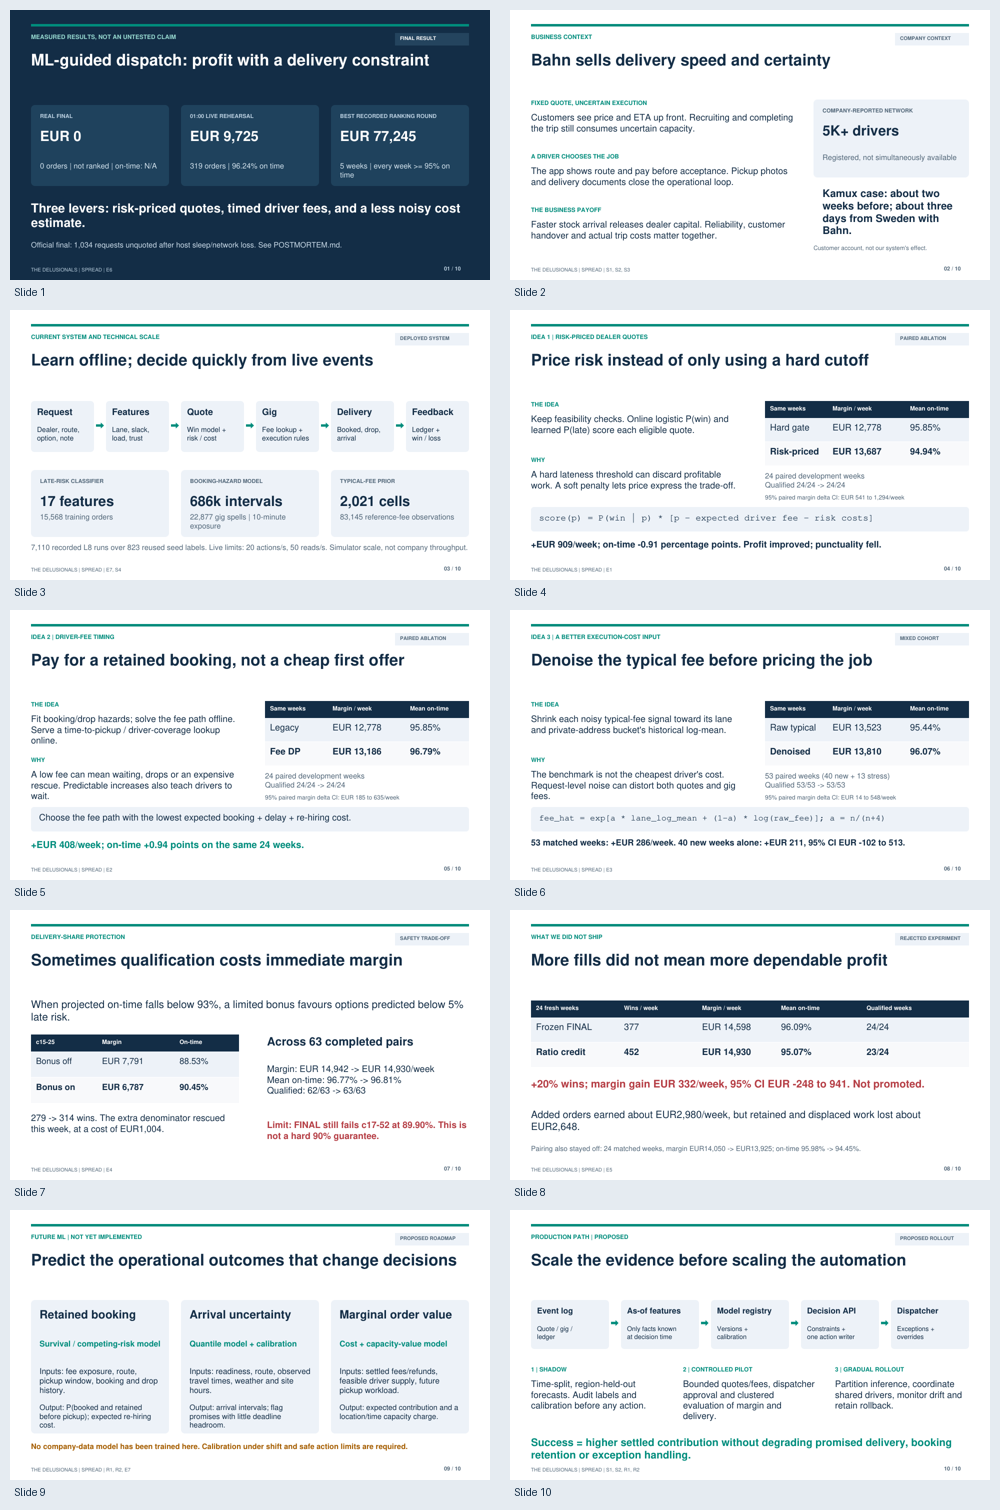 MEASURED RESULTS, NOT AN UNTESTED CLAIM
FINAL RESULT
ML-guided dispatch: profit with a delivery constraint
REAL FINAL
EUR 0
0 orders | not ranked | on-time: N/A
01:00 LIVE REHEARSAL
EUR 9,725
319 orders | 96.24% on time
BEST RECORDED RANKING ROUND
EUR 77,245
5 weeks | every week >= 95% on
time
Three levers: risk-priced quotes, timed driver fees, and a less noisy cost
estimate.
Official final: 1,034 requests unquoted after host sleep/network loss. See POSTMORTEM.md.
THE DELUSIONALS | SPREAD | E6
01 / 10
Slide 1
BUSINESS CONTEXT
COMPANY CONTEXT
Bahn sells delivery speed and certainty
FIXED QUOTE, UNCERTAIN EXECUTION
Customers see price and ETA up front. Recruiting and completing
the trip still consumes uncertain capacity.
A DRIVER CHOOSES THE JOB
The app shows route and pay before acceptance. Pickup photos
and delivery documents close the operational loop.
THE BUSINESS PAYOFF
Faster stock arrival releases dealer capital. Reliability, customer
handover and actual trip costs matter together.
COMPANY-REPORTED NETWORK
5K+ drivers
Registered, not simultaneously available
Kamux case: about two
weeks before; about three
days from Sweden with
Bahn.
Customer account, not our system's effect.
THE DELUSIONALS | SPREAD | S1, S2, S3
02 / 10
Slide 2
CURRENT SYSTEM AND TECHNICAL SCALE
DEPLOYED SYSTEM
Learn offline; decide quickly from live events
Request
Dealer, route,
option, note
Features
Lane, slack,
load, trust
Quote
Win model +
risk / cost
Gig
Fee lookup +
execution rules
Delivery
Booked, drop,
arrival
Feedback
Ledger +
win / loss
LATE-RISK CLASSIFIER
17 features
15,568 training orders
BOOKING-HAZARD MODEL
686k intervals
22,877 gig spells | 10-minute
exposure
TYPICAL-FEE PRIOR
2,021 cells
83,145 reference-fee observations
7,110 recorded L8 runs over 823 reused seed labels. Live limits: 20 actions/s, 50 reads/s. Simulator scale, not company throughput.
THE DELUSIONALS | SPREAD | E7, S4
03 / 10
Slide 3
IDEA 1 | RISK-PRICED DEALER QUOTES
PAIRED ABLATION
Price risk instead of only using a hard cutoff
THE IDEA
Keep feasibility checks. Online logistic P(win) and
learned P(late) score each eligible quote.
WHY
A hard lateness threshold can discard profitable
work. A soft penalty lets price express the trade-off.
Same weeks Margin / week Mean on-time
Hard gate EUR 12,778 95.85%
Risk-priced EUR 13,687 94.94%
24 paired development weeks
Qualified 24/24 -> 24/24
95% paired margin delta CI: EUR 541 to 1,294/week
score(p) = P(win | p) * [p - expected driver fee - risk costs]
+EUR 909/week; on-time -0.91 percentage points. Profit improved; punctuality fell.
THE DELUSIONALS | SPREAD | E1
04 / 10
Slide 4
IDEA 2 | DRIVER-FEE TIMING
PAIRED ABLATION
Pay for a retained booking, not a cheap first offer
THE IDEA
Fit booking/drop hazards; solve the fee path offline.
Serve a time-to-pickup / driver-coverage lookup
online.
WHY
A low fee can mean waiting, drops or an expensive
rescue. Predictable increases also teach drivers to
wait.
Same weeks Margin / week Mean on-time
Legacy EUR 12,778 95.85%
Fee DP EUR 13,186 96.79%
24 paired development weeks
Qualified 24/24 -> 24/24
95% paired margin delta CI: EUR 185 to 635/week
Choose the fee path with the lowest expected booking + delay + re-hiring cost.
+EUR 408/week; on-time +0.94 points on the same 24 weeks.
THE DELUSIONALS | SPREAD | E2
05 / 10
Slide 5
IDEA 3 | A BETTER EXECUTION-COST INPUT
MIXED COHORT
Denoise the typical fee before pricing the job
THE IDEA
Shrink each noisy typical-fee signal toward its lane
and private-address bucket's historical log-mean.
WHY
The benchmark is not the cheapest driver's cost.
Request-level noise can distort both quotes and gig
fees.
Same weeks Margin / week Mean on-time
Raw typical EUR 13,523 95.44%
Denoised EUR 13,810 96.07%
53 paired weeks (40 new + 13 stress)
Qualified 53/53 -> 53/53
95% paired margin delta CI: EUR 14 to 548/week
fee_hat = exp[a * lane_log_mean + (1-a) * log(raw_fee)]; a = n/(n+4)
53 matched weeks: +EUR 286/week. 40 new weeks alone: +EUR 211, 95% CI EUR -102 to 513.
THE DELUSIONALS | SPREAD | E3
06 / 10
Slide 6
DELIVERY-SHARE PROTECTION
SAFETY TRADE-OFF
Sometimes qualification costs immediate margin
When projected on-time falls below 93%, a limited bonus favours options predicted below 5%
late risk.
c15-25 Margin On-time
Bonus off EUR 7,791 88.53%
Bonus on EUR 6,787 90.45%
279 -> 314 wins. The extra denominator rescued
this week, at a cost of EUR1,004.
Across 63 completed pairs
Margin: EUR 14,942 -> EUR 14,930/week
Mean on-time: 96.77% -> 96.81%
Qualified: 62/63 -> 63/63
Limit: FINAL still fails c17-52 at 89.90%. This is
not a hard 90% guarantee.
THE DELUSIONALS | SPREAD | E4
07 / 10
Slide 7
WHAT WE DID NOT SHIP
REJECTED EXPERIMENT
More fills did not mean more dependable profit
24 fresh weeks Wins / week Margin / week Mean on-time Qualified weeks
Frozen FINAL 377 EUR 14,598 96.09% 24/24
Ratio credit 452 EUR 14,930 95.07% 23/24
+20% wins; margin gain EUR 332/week, 95% CI EUR -248 to 941. Not promoted.
Added orders earned about EUR2,980/week, but retained and displaced work lost about
EUR2,648.
Pairing also stayed off: 24 matched weeks, margin EUR14,050 -> EUR13,925; on-time 95.98% -> 94.45%.
THE DELUSIONALS | SPREAD | E5
08 / 10
Slide 8
FUTURE ML | NOT YET IMPLEMENTED
PROPOSED ROADMAP
Predict the operational outcomes that change decisions
Retained booking
Survival / competing-risk model
Inputs: fee exposure, route,
pickup window, booking and drop
history.
Output: P(booked and retained
before pickup); expected re-hiring
cost.
Arrival uncertainty
Quantile model + calibration
Inputs: readiness, route, observed
travel times, weather and site
hours.
Output: arrival intervals; flag
promises with little deadline
headroom.
Marginal order value
Cost + capacity-value model
Inputs: settled fees/refunds,
feasible driver supply, future
pickup workload.
Output: expected contribution and a
location/time capacity charge.
No company-data model has been trained here. Calibration under shift and safe action limits are required.
THE DELUSIONALS | SPREAD | R1, R2, E7
09 / 10
Slide 9
PRODUCTION PATH | PROPOSED
PROPOSED ROLLOUT
Scale the evidence before scaling the automation
Event log
Quote / gig /
ledger
As-of features
Only facts known
at decision time
Model registry
Versions +
calibration
Decision API
Constraints +
one action writer
Dispatcher
Exceptions +
overrides
1 | SHADOW
Time-split, region-held-out
forecasts. Audit labels and
calibration before any action.
2 | CONTROLLED PILOT
Bounded quotes/fees, dispatcher
approval and clustered
evaluation of margin and
delivery.
3 | GRADUAL ROLLOUT
Partition inference, coordinate
shared drivers, monitor drift and
retain rollback.
Success = higher settled contribution without degrading promised delivery, booking
retention or exception handling.
THE DELUSIONALS | SPREAD | S1, S2, R1, R2
10 / 10
Slide 10